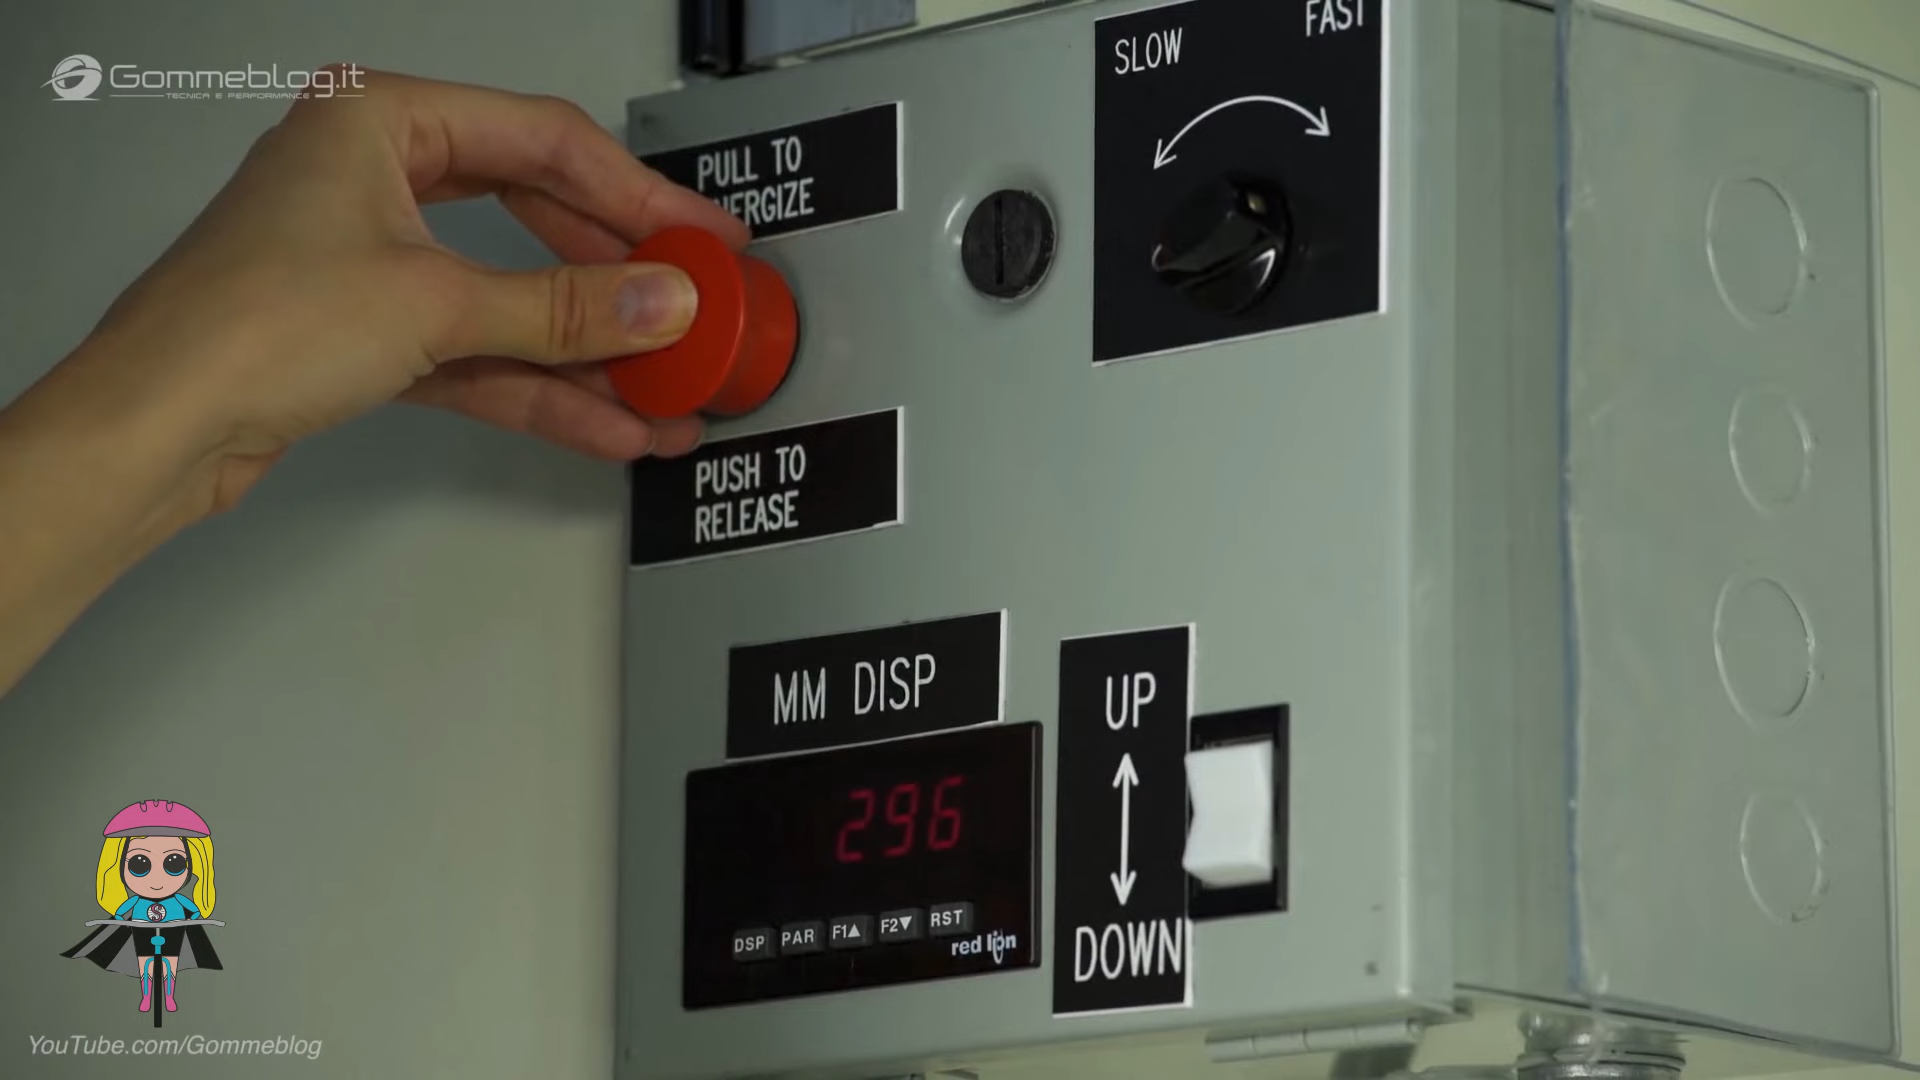 Gommeblog.it
TECNICA E PERFORMANCE
SLOW
FAST
PULL TO
NERGIZE
PUSH TO
RELEASE
MM DISP
296
DSP PAR F1▲ F2▼ RST
red lion
UP
DOWN
S
YouTube.com/Gommeblog